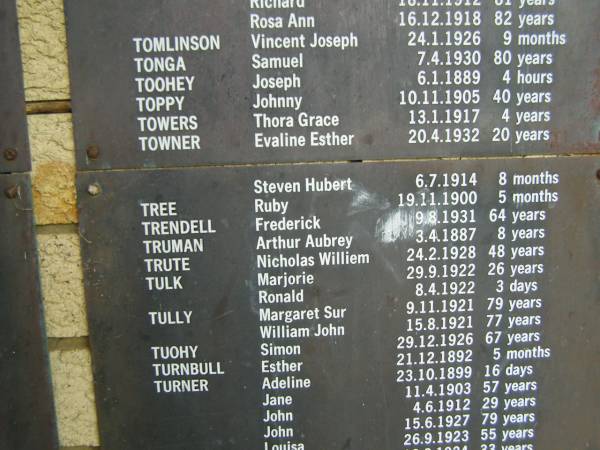 Richard 16.11.1912 81 years
Rosa Ann 16.12.1918 82 years
TOMLINSON Vincent Joseph 24.1.1926 9 months
TONGA Samuel 7.4.1930 80 years
TOOHEY Joseph 6.1.1889 4 hours
TOPPY Johnny 10.11.1905 40 years
TOWERS Thora Grace 13.1.1917 4 years
TOWNER Evaline Esther 20.4.1932 20 years
Steven Hubert 6.7.1914 8 months
TREE Ruby 19.11.1900 5 months
TRENDELL Frederick 9.8.1931 64 years
TRUMAN Arthur Aubrey 3.4.1887 8 years
TRUTE Nicholas Williem 24.2.1928 48 years
TULK Marjorie 29.9.1922 26 years
Ronald 8.4.1922 3 days
TULLY Margaret Sur 9.11.1921 79 years
William John 15.8.1921 77 years
TUOHY Simon 29.12.1926 67 years
TURNBULL Esther 21.12.1892 5 months
TURNER Adeline 23.10.1899 16 days
Jane 11.4.1903 57 years
John 4.6.1912 29 years
John 15.6.1927 79 years
Louisa 26.9.1923 55 years
33 years